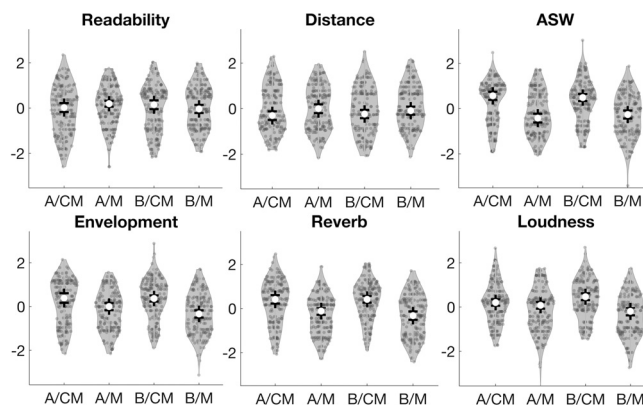 Readability Distance ASW
2 2 2
0 0 0
-2 -2 -2
A/CM A/M B/CM B/M A/CM A/M B/CM B/M A/CM A/M B/CM B/M
Envelopment Reverb Loudness
2 2 2
0 0 0
-2 -2 -2
A/CM A/M B/CM B/M A/CM A/M B/CM B/M A/CM A/M B/CM B/M